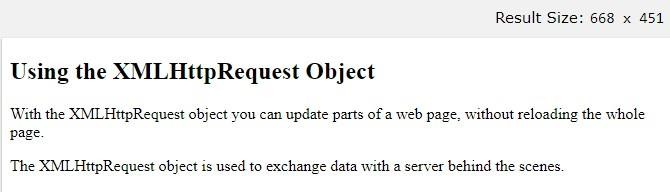 Result Size: 668 x 451
Using the XMLHttpRequest Object
With the XMLHttpRequest object you can update parts of a web page, without reloading the whole
page.
The XMLHttpRequest object is used to exchange data with a server behind the scenes.